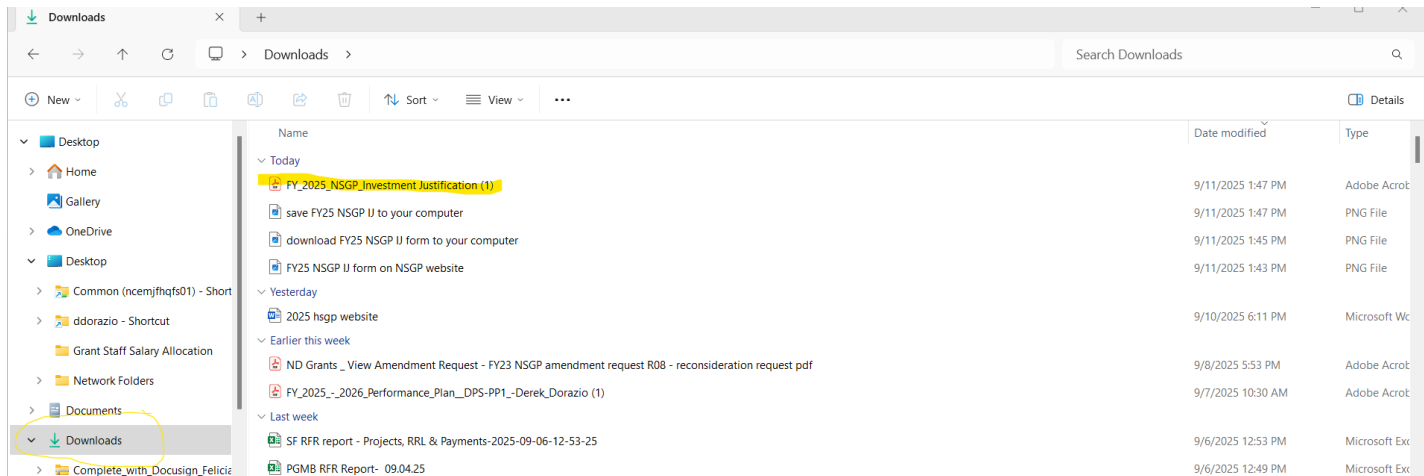 Downloads
Downloads
Search Downloads
New
Sort
View
Details
Name Date modified Type
Desktop
Home
Gallery
OneDrive
Desktop
Common (ncemjfhqfs01) - Short
ddorazio - Shortcut
Grant Staff Salary Allocation
Network Folders
Documents
Downloads
Complete_with_Docusign_Felicia
Today
FY_2025_NSGP_Investment Justification (1) 9/11/2025 1:47 PM Adobe Acrob
save FY25 NSGP IJ to your computer 9/11/2025 1:47 PM PNG File
download FY25 NSGP IJ form to your computer 9/11/2025 1:45 PM PNG File
FY25 NSGP IJ form on NSGP website 9/11/2025 1:43 PM PNG File
Yesterday
2025 hsgp website 9/10/2025 6:11 PM Microsoft Wo
Earlier this week
ND Grants _ View Amendment Request - FY23 NSGP amendment request R08 - reconsideration request pdf 9/8/2025 5:53 PM Adobe Acrob
FY_2025_-_2026_Performance_Plan__DPS-PP1_-Derek_Dorazio (1) 9/7/2025 10:30 AM Adobe Acrob
Last week
SF RFR report - Projects, RRL & Payments-2025-09-06-12-53-25 9/6/2025 12:53 PM Microsoft Exc
PGMB RFR Report- 09.04.25 9/6/2025 12:49 PM Microsoft Exc